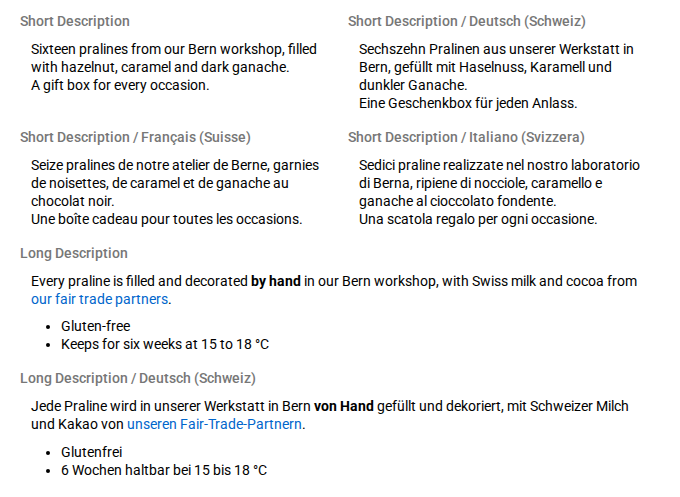 Short Description
Sixteen pralines from our Bern workshop, filled
with hazelnut, caramel and dark ganache.
A gift box for every occasion.
Short Description / Deutsch (Schweiz)
Sechszehn Pralinen aus unserer Werkstatt in
Bern, gefüllt mit Haselnuss, Karamell und
dunkler Ganache.
Eine Geschenkbox für jeden Anlass.
Short Description / Français (Suisse)
Seize pralines de notre atelier de Berne, garnies
de noisettes, de caramel et de ganache au
chocolat noir.
Une boîte cadeau pour toutes les occasions.
Short Description / Italiano (Svizzera)
Sedici praline realizzate nel nostro laboratorio
di Berna, ripiene di nocciole, caramello e
ganache al cioccolato fondente.
Una scatola regalo per ogni occasione.
Long Description
Every praline is filled and decorated by hand in our Bern workshop, with Swiss milk and cocoa from
our fair trade partners.
• Gluten-free
• Keeps for six weeks at 15 to 18 °C
Long Description / Deutsch (Schweiz)
Jede Praline wird in unserer Werkstatt in Bern von Hand gefüllt und dekoriert, mit Schweizer Milch
und Kakao von unseren Fair-Trade-Partnern.
• Glutenfrei
• 6 Wochen haltbar bei 15 bis 18 °C